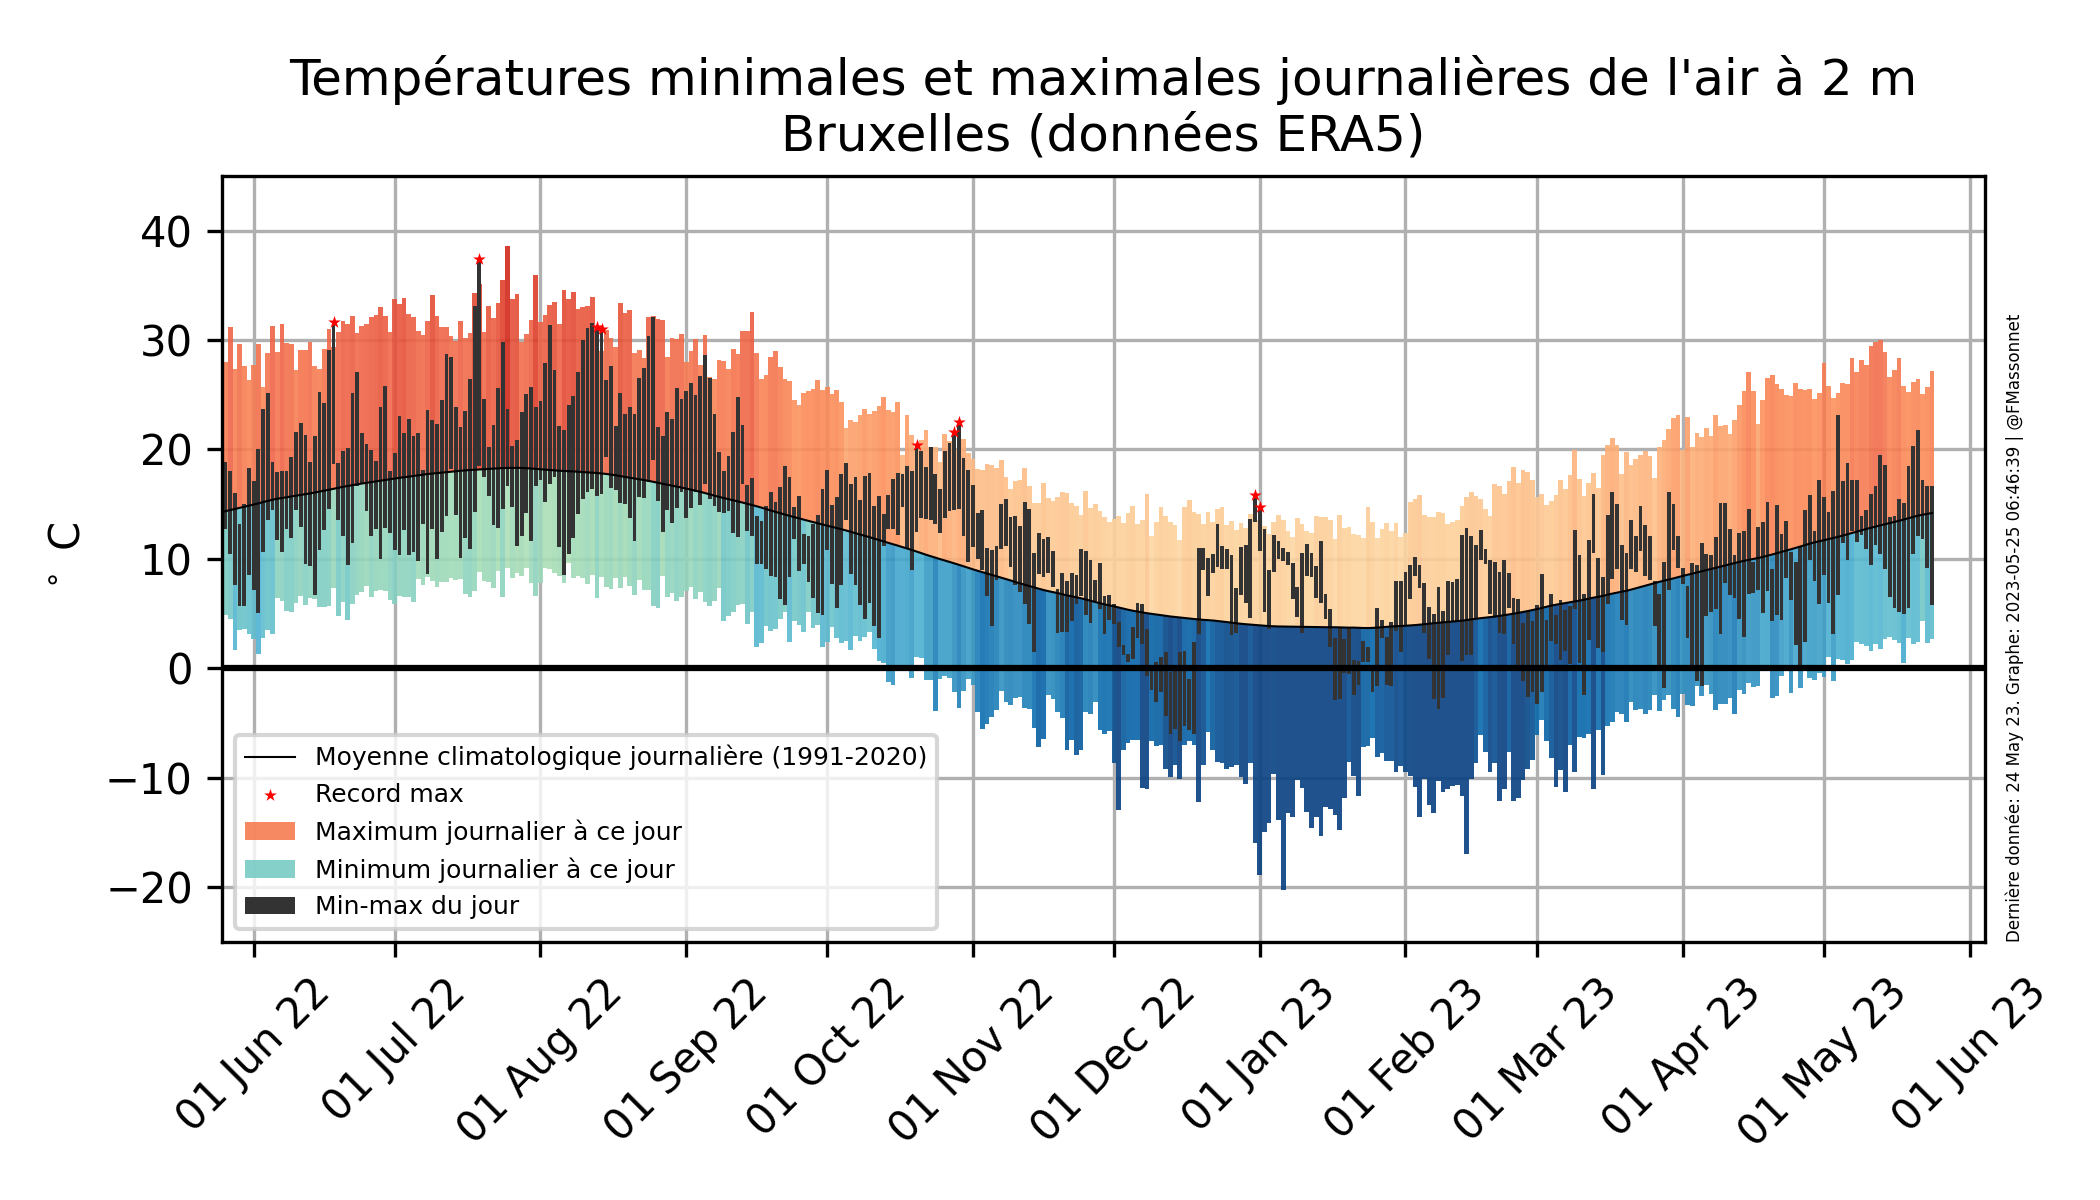 Températures minimales et maximales journalières de l'air à 2 m
Bruxelles (données ERA5)
° C
40
30
20
10
0
−10
−20
Moyenne climatologique journalière (1991-2020)
Record max
Maximum journalier à ce jour
Minimum journalier à ce jour
Min-max du jour
01 Jun 22
01 Jul 22
01 Aug 22
01 Sep 22
01 Oct 22
01 Nov 22
01 Dec 22
01 Jan 23
01 Feb 23
01 Mar 23
01 Apr 23
01 May 23
01 Jun 23
Dernière donnée: 24 May 23. Graphe: 2023-05-25 06:46:39 | @FMassonnet